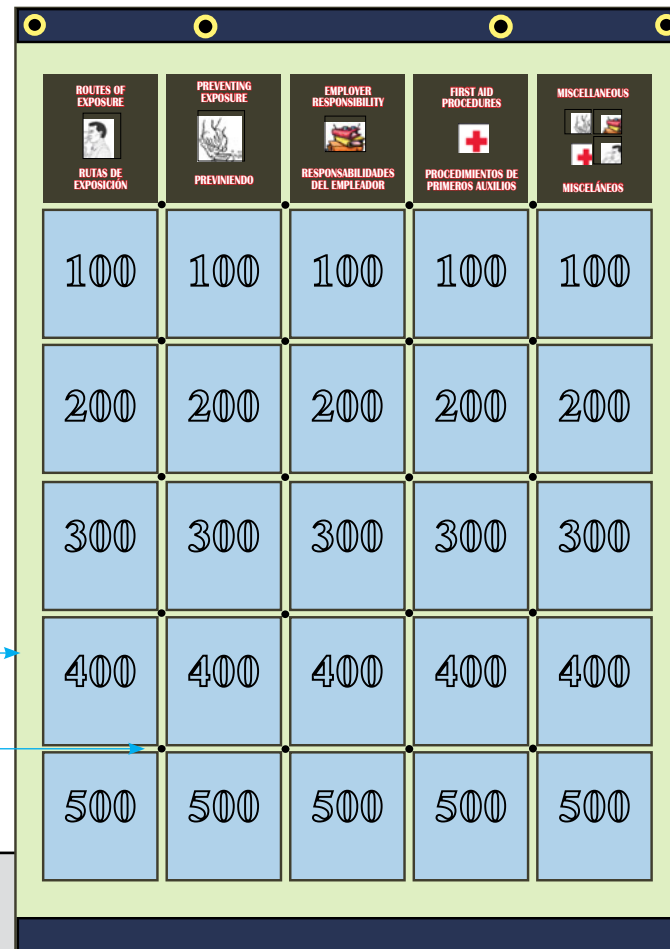 ROUTES OF
EXPOSURE
RUTAS DE
EXPOSICIÓN
PREVENTING
EXPOSURE
PREVINIENDO
EMPLOYER
RESPONSIBILITY
RESPONSABILIDADES
DEL EMPLEADOR
FIRST AID
PROCEDURES
PROCEDIMIENTOS DE
PRIMEROS AUXILIOS
MISCELLANEOUS
MISCELÁNEOS
100 100 100 100 100
200 200 200 200 200
300 300 300 300 300
400 400 400 400 400
500 500 500 500 500